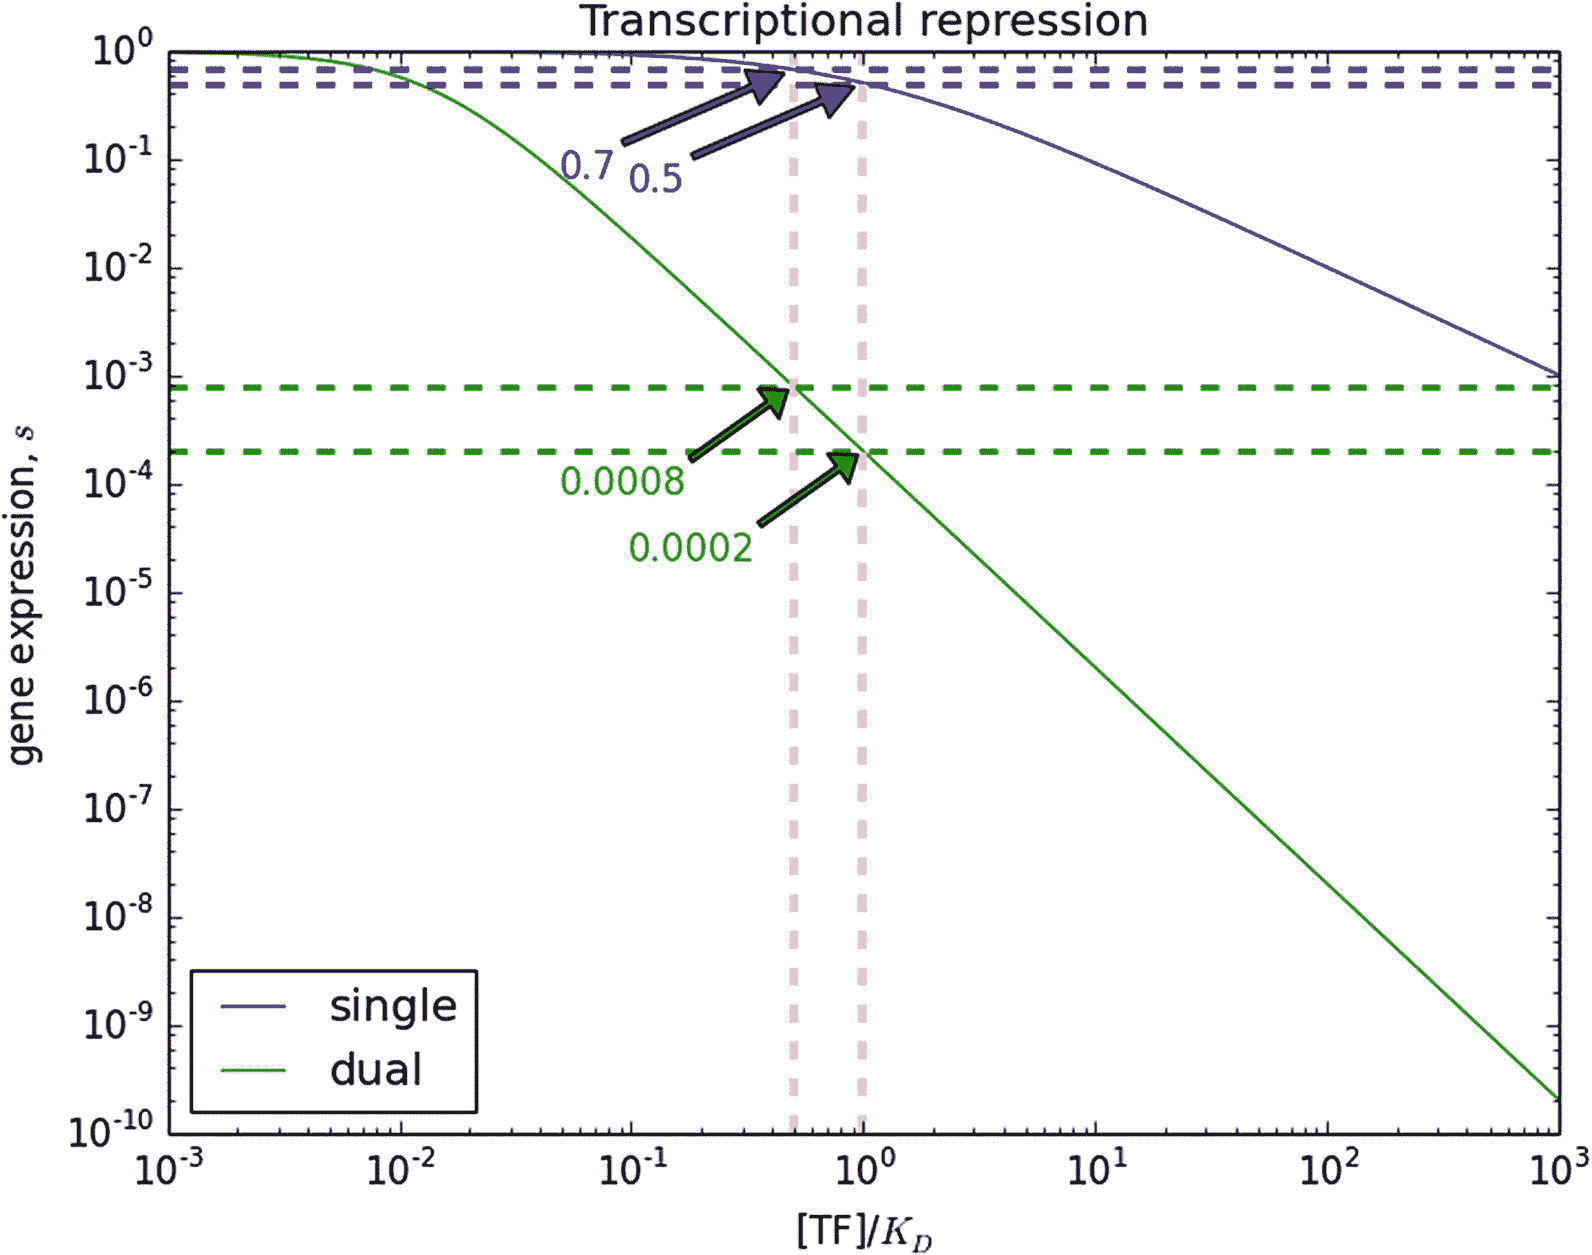 Transcriptional repression
10^0
10^-1
10^-2
10^-3
10^-4
10^-5
10^-6
10^-7
10^-8
10^-9
10^-10
gene expression, s
0.7
0.5
0.0008
0.0002
single
dual
10^-3 10^-2 10^-1 10^0 10^1 10^2 10^3
[TF]/K_D